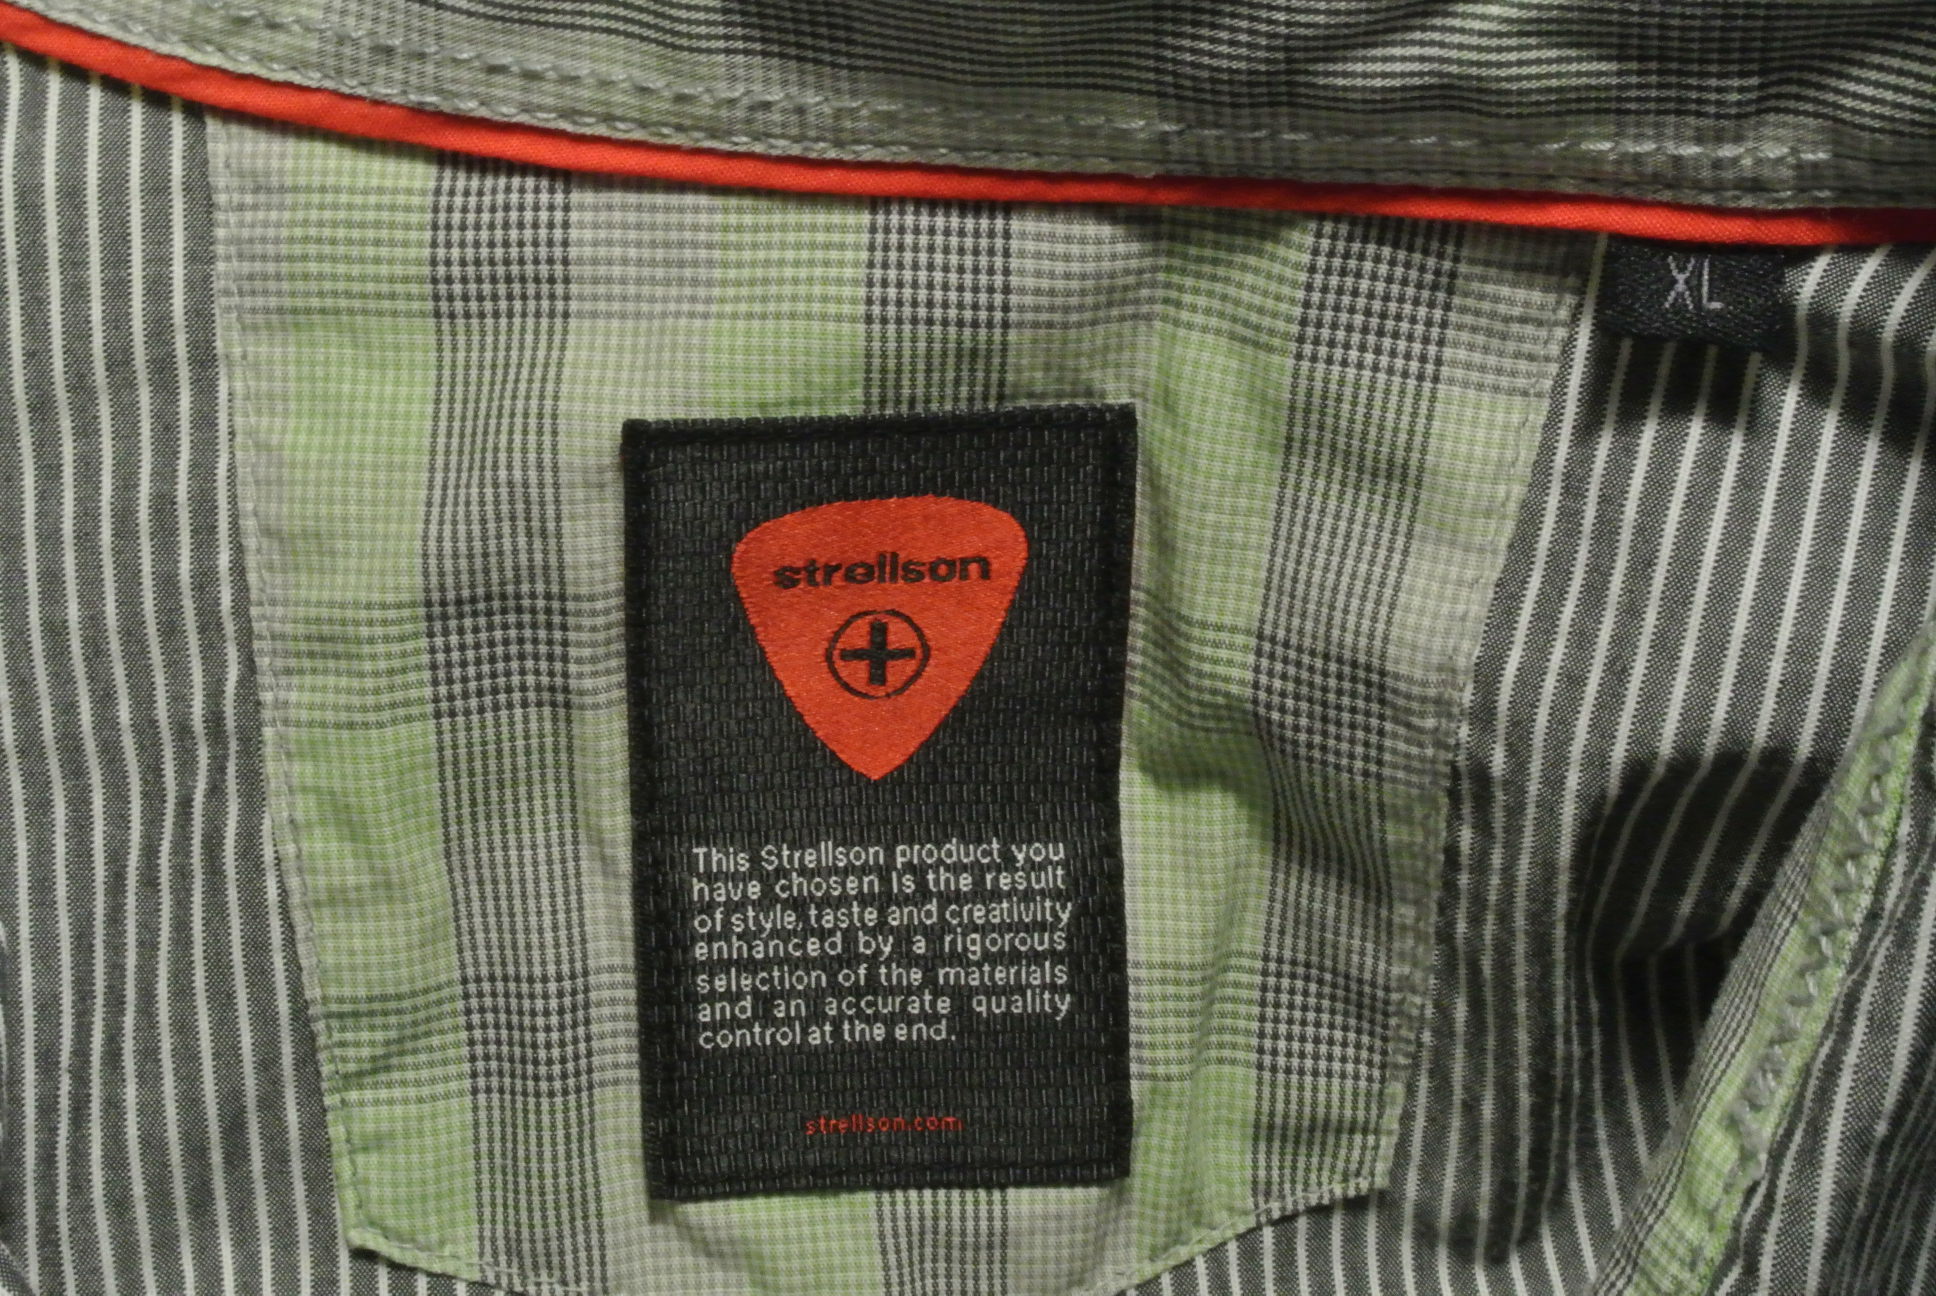 XL
strellson
This Strellson product you
have chosen is the result
of style, taste and creativity
enhanced by a rigorous
selection of the materials
and an accurate quality
control at the end.
strellson.com